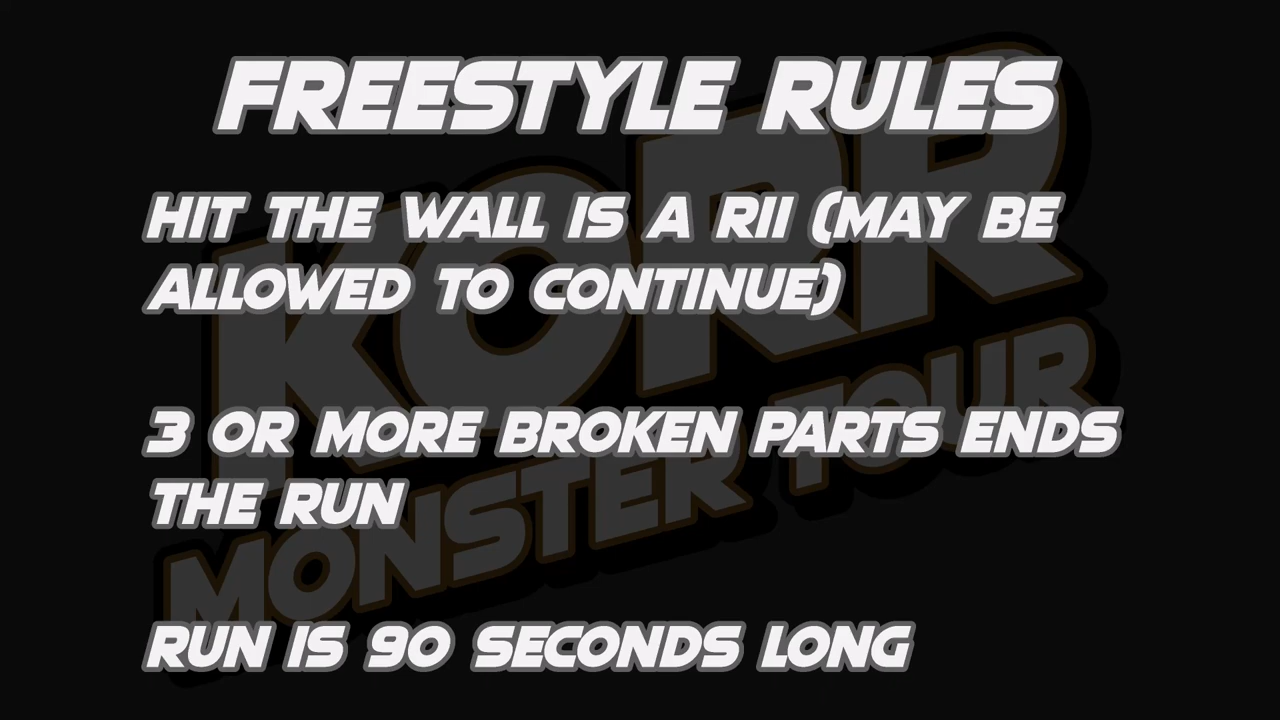 FREESTYLE RULES
HIT THE WALL IS A RII (MAY BE
ALLOWED TO CONTINUE)
3 OR MORE BROKEN PARTS ENDS
THE RUN
RUN IS 90 SECONDS LONG
KORR
MONSTER TOUR